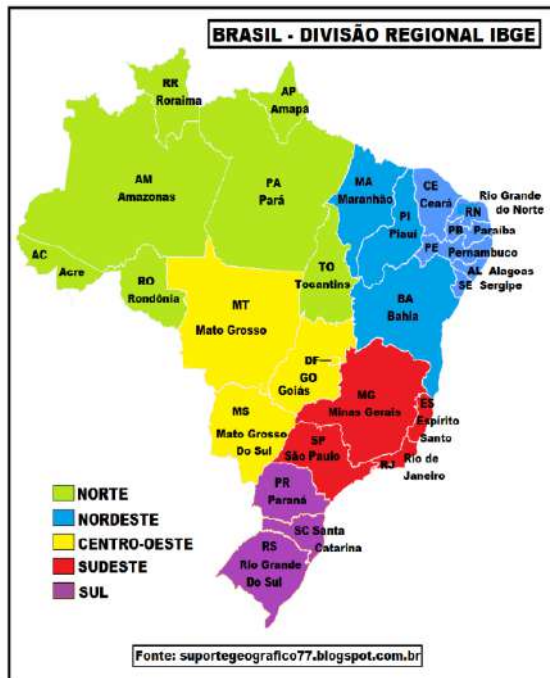 BRASIL - DIVISÃO REGIONAL IBGE
RR
Roraima
AP
Amapá
AM
Amazonas
PA
Pará
MA
Maranhão
CE
Ceará
Rio Grande
do Norte
RN
PI
Piauí
PB Paraíba
PE Pernambuco
AL Alagoas
SE Sergipe
AC
Acre
RO
Rondônia
TO
Tocantins
MT
Mato Grosso
BA
Bahia
DF
GO
Goiás
MG
Minas Gerais
ES
Espírito
Santo
MS
Mato Grosso
Do Sul
SP
São Paulo
RJ Rio de
Janeiro
PR
Paraná
SC Santa
Catarina
RS
Rio Grande
Do Sul
NORTE
NORDESTE
CENTRO-OESTE
SUDESTE
SUL
Fonte: suportegeografico77.blogspot.com.br